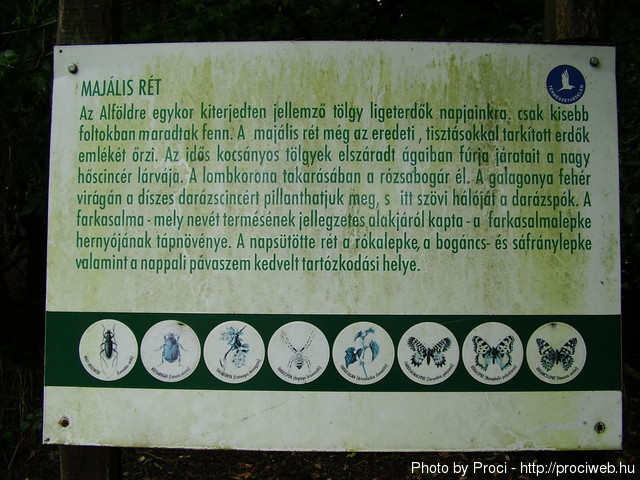 MAJÁLIS RÉT
TERMÉSZETVÉDELEM
Az Alföldre egykor kiterjedten jellemző tölgy ligeterdők napjainkra, csak kisebb
foltokban maradtak fenn. A majális rét még az eredeti, tisztásokkal tarkított erdők
emlékét őrzi. Az idős kocsányos tölgyek elszáradt ágaiban fúrja járatait a nagy
hőscincér lárvája. A lombkorona takarásában a rózsabogár él. A galagonya fehér
virágán a díszes darázscincért pillanthatjuk meg, s itt szövi hálóját a darázspók. A
farkasalma - mely nevét termésének jellegzetes alakjáról kapta - a farkasalmalepke
hernyójának tápnövénye. A napsütötte rét a rókalepke, a bogáncs- és sáfránylepke
valamint a nappali pávaszem kedvelt tartózkodási helye.
Photo by Proci - http://prociweb.hu